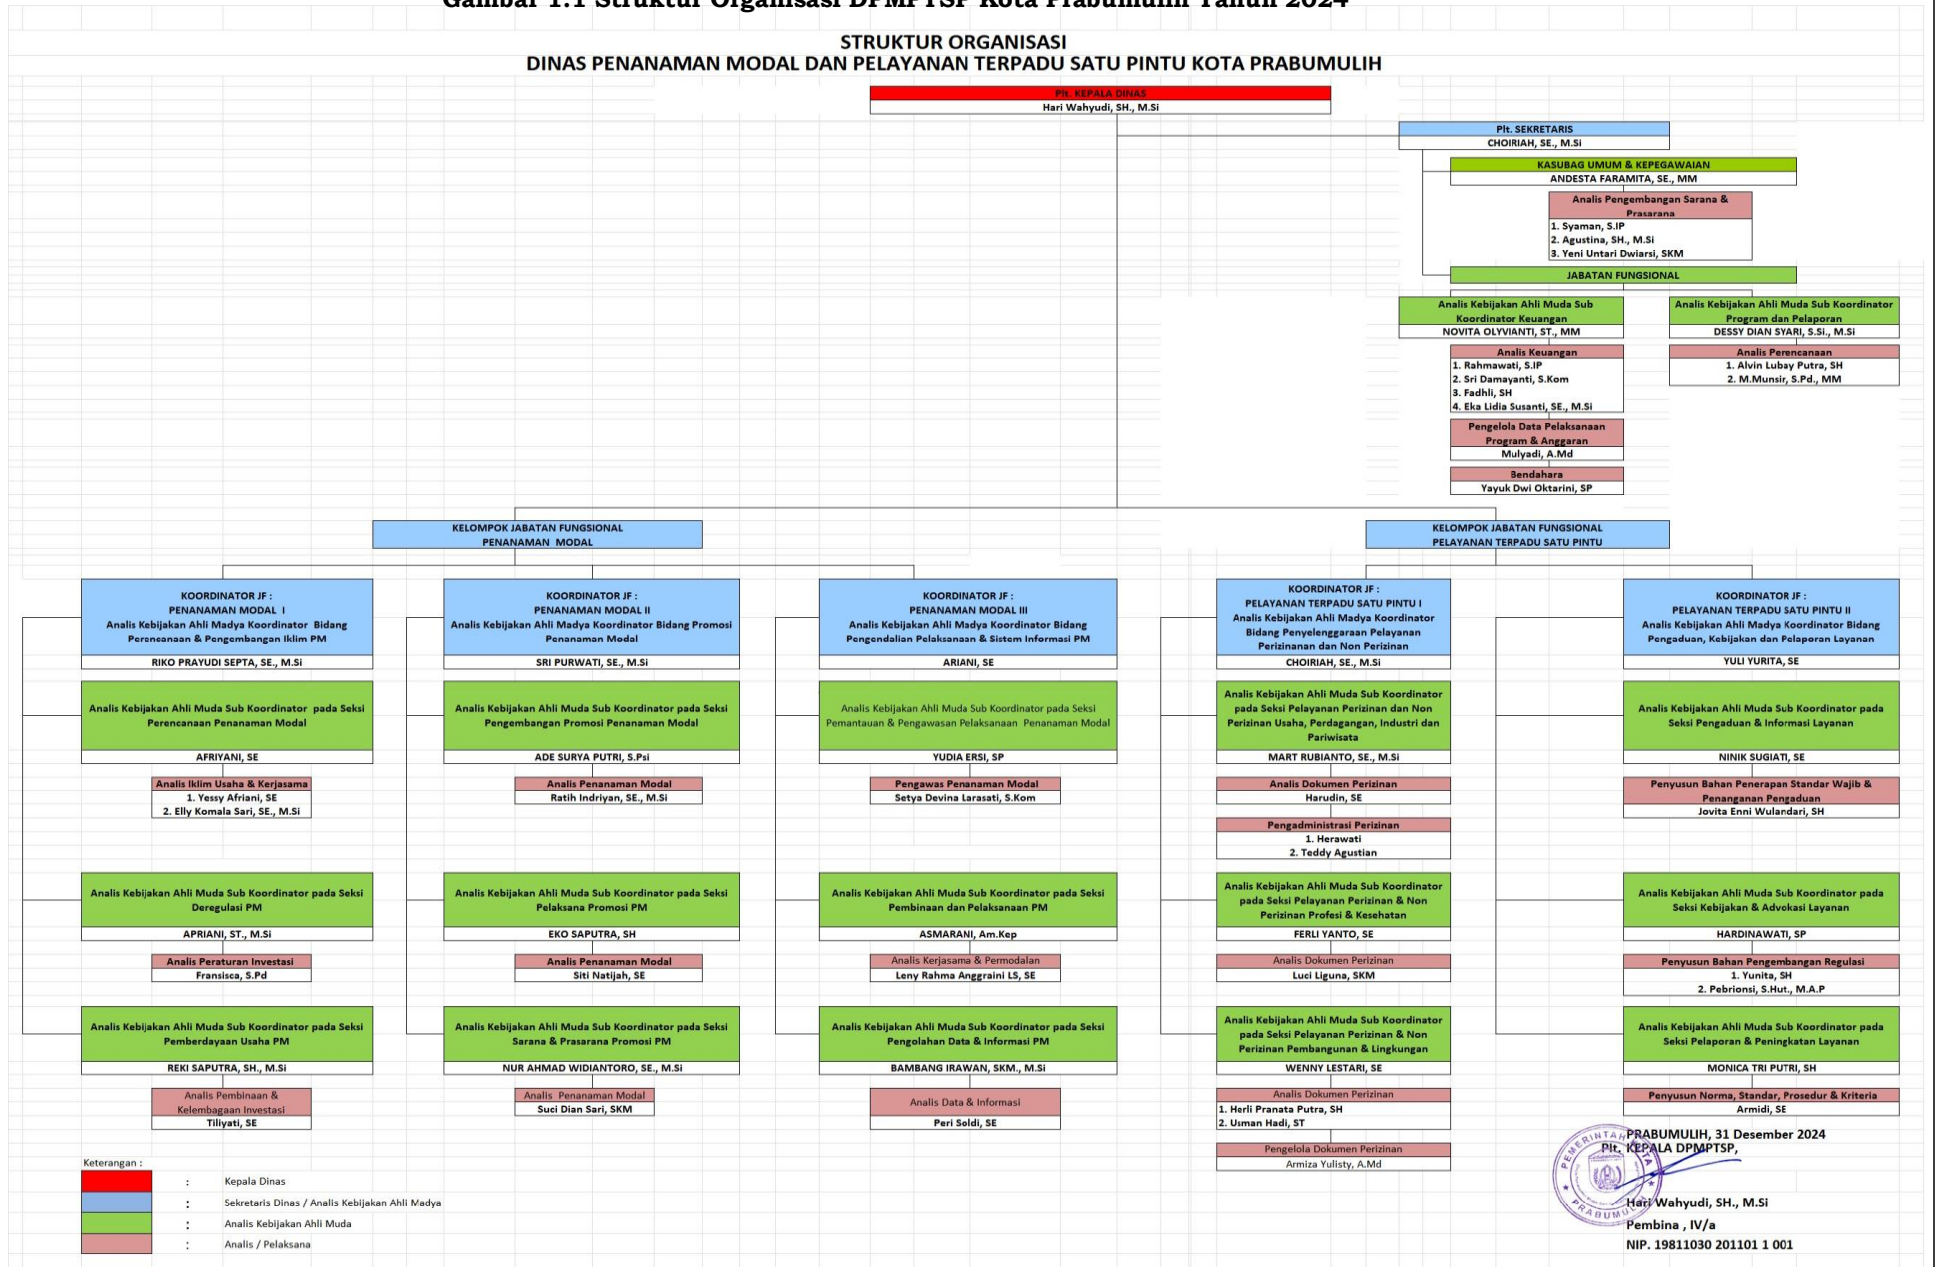 Gambar 1.1 Struktur Organisasi DPMPTSP Kota Prabumulih Tahun 2024
STRUKTUR ORGANISASI
DINAS PENANAMAN MODAL DAN PELAYANAN TERPADU SATU PINTU KOTA PRABUMULIH
Plt. KEPALA DINAS
Hari Wahyudi, SH., M.Si
Plt. SEKRETARIS
CHOIRIAH, SE., M.Si
KASUBAG UMUM & KEPEGAWAIAN
ANDESTA FARAMITA, SE., MM
Analis Pengembangan Sarana &
Prasarana
1. Syaman, S.IP
2. Agustina, SH., M.Si
3. Yeni Untari Dwiarsi, SKM
JABATAN FUNGSIONAL
Analis Kebijakan Ahli Muda Sub
Koordinator Keuangan
NOVITA OLYVIANTI, ST., MM
Analis Keuangan
1. Rahmawati, S.IP
2. Sri Damayanti, S.Kom
3. Fadhli, SH
4. Eka Lidia Susanti, SE., M.Si
Pengelola Data Pelaksanaan
Program & Anggaran
Mulyadi, A.Md
Bendahara
Yayuk Dwi Oktarini, SP
Analis Kebijakan Ahli Muda Sub Koordinator
Program dan Pelaporan
DESSY DIAN SYARI, S.Si., M.Si
Analis Perencanaan
1. Alvin Lubay Putra, SH
2. M.Munsir, S.Pd., MM
KELOMPOK JABATAN FUNGSIONAL
PENANAMAN MODAL
KELOMPOK JABATAN FUNGSIONAL
PELAYANAN TERPADU SATU PINTU
KOORDINATOR JF :
PENANAMAN MODAL I
Analis Kebijakan Ahli Madya Koordinator Bidang
Perencanaan & Pengembangan Iklim PM
RIKO PRAYUDI SEPTA, SE., M.Si
Analis Kebijakan Ahli Muda Sub Koordinator pada Seksi
Perencanaan Penanaman Modal
AFRIYANI, SE
Analis Iklim Usaha & Kerjasama
1. Yessy Afriani, SE
2. Elly Komala Sari, SE., M.Si
Analis Kebijakan Ahli Muda Sub Koordinator pada Seksi
Deregulasi PM
APRIANI, ST., M.Si
Analis Peraturan Investasi
Fransisca, S.Pd
Analis Kebijakan Ahli Muda Sub Koordinator pada Seksi
Pemberdayaan Usaha PM
REKI SAPUTRA, SH., M.Si
Analis Pembinaan &
Kelembagaan Investasi
Tiliyati, SE
KOORDINATOR JF :
PENANAMAN MODAL II
Analis Kebijakan Ahli Madya Koordinator Bidang Promosi
Penanaman Modal
SRI PURWATI, SE., M.Si
Analis Kebijakan Ahli Muda Sub Koordinator pada Seksi
Pengembangan Promosi Penanaman Modal
ADE SURYA PUTRI, S.Psi
Analis Penanaman Modal
Ratih Indriyan, SE., M.Si
Analis Kebijakan Ahli Muda Sub Koordinator pada Seksi
Pelaksana Promosi PM
EKO SAPUTRA, SH
Analis Penanaman Modal
Siti Natijah, SE
Analis Kebijakan Ahli Muda Sub Koordinator pada Seksi
Sarana & Prasarana Promosi PM
NUR AHMAD WIDIANTORO, SE., M.Si
Analis Penanaman Modal
Suci Dian Sari, SKM
KOORDINATOR JF :
PENANAMAN MODAL III
Analis Kebijakan Ahli Madya Koordinator Bidang
Pengendalian Pelaksanaan & Sistem Informasi PM
ARIANI, SE
Analis Kebijakan Ahli Muda Sub Koordinator pada Seksi
Pemantauan & Pengawasan Pelaksanaan Penanaman Modal
YUDIA ERSI, SP
Pengawas Penanaman Modal
Setya Devina Larasati, S.Kom
Analis Kebijakan Ahli Muda Sub Koordinator pada Seksi
Pembinaan dan Pelaksanaan PM
ASMARANI, Am.Kep
Analis Kerjasama & Permodalan
Leny Rahma Anggraini LS, SE
Analis Kebijakan Ahli Muda Sub Koordinator pada Seksi
Pengolahan Data & Informasi PM
BAMBANG IRAWAN, SKM., M.Si
Analis Data & Informasi
Peri Soldi, SE
KOORDINATOR JF :
PELAYANAN TERPADU SATU PINTU I
Analis Kebijakan Ahli Madya Koordinator
Bidang Penyelenggaraan Pelayanan
Perizinanan dan Non Perizinan
CHOIRIAH, SE., M.Si
Analis Kebijakan Ahli Muda Sub Koordinator
pada Seksi Pelayanan Perizinan dan Non
Perizinan Usaha, Perdagangan, Industri dan
Pariwisata
MART RUBIANTO, SE., M.Si
Analis Dokumen Perizinan
Harudin, SE
Pengadministrasi Perizinan
1. Herawati
2. Teddy Agustian
Analis Kebijakan Ahli Muda Sub Koordinator
pada Seksi Pelayanan Perizinan & Non
Perizinan Profesi & Kesehatan
FERLI YANTO, SE
Analis Dokumen Perizinan
Luci Liguna, SKM
Analis Kebijakan Ahli Muda Sub Koordinator
pada Seksi Pelayanan Perizinan & Non
Perizinan Pembangunan & Lingkungan
WENNY LESTARI, SE
Analis Dokumen Perizinan
1. Herli Pranata Putra, SH
2. Usman Hadi, ST
Pengelola Dokumen Perizinan
Armiza Yulisty, A.Md
KOORDINATOR JF :
PELAYANAN TERPADU SATU PINTU II
Analis Kebijakan Ahli Madya Koordinator Bidang
Pengaduan, Kebijakan dan Pelaporan Layanan
YULI YURITA, SE
Analis Kebijakan Ahli Muda Sub Koordinator pada
Seksi Pengaduan & Informasi Layanan
NINIK SUGIATI, SE
Penyusun Bahan Penerapan Standar Wajib &
Penanganan Pengaduan
Jovita Enni Wulandari, SH
Analis Kebijakan Ahli Muda Sub Koordinator pada
Seksi Kebijakan & Advokasi Layanan
HARDINAWATI, SP
Penyusun Bahan Pengembangan Regulasi
1. Yunita, SH
2. Pebrionsi, S.Hut., M.A.P
Analis Kebijakan Ahli Muda Sub Koordinator pada
Seksi Pelaporan & Peningkatan Layanan
MONICA TRI PUTRI, SH
Penyusun Norma, Standar, Prosedur & Kriteria
Armidi, SE
Keterangan :
: Kepala Dinas
: Sekretaris Dinas / Analis Kebijakan Ahli Madya
: Analis Kebijakan Ahli Muda
: Analis / Pelaksana
PRABUMULIH, 31 Desember 2024
Plt. KEPALA DPMPTSP,
PEMERINTAH KOTA
PRABUMULIH
Hari Wahyudi, SH., M.Si
Pembina , IV/a
NIP. 19811030 201101 1 001